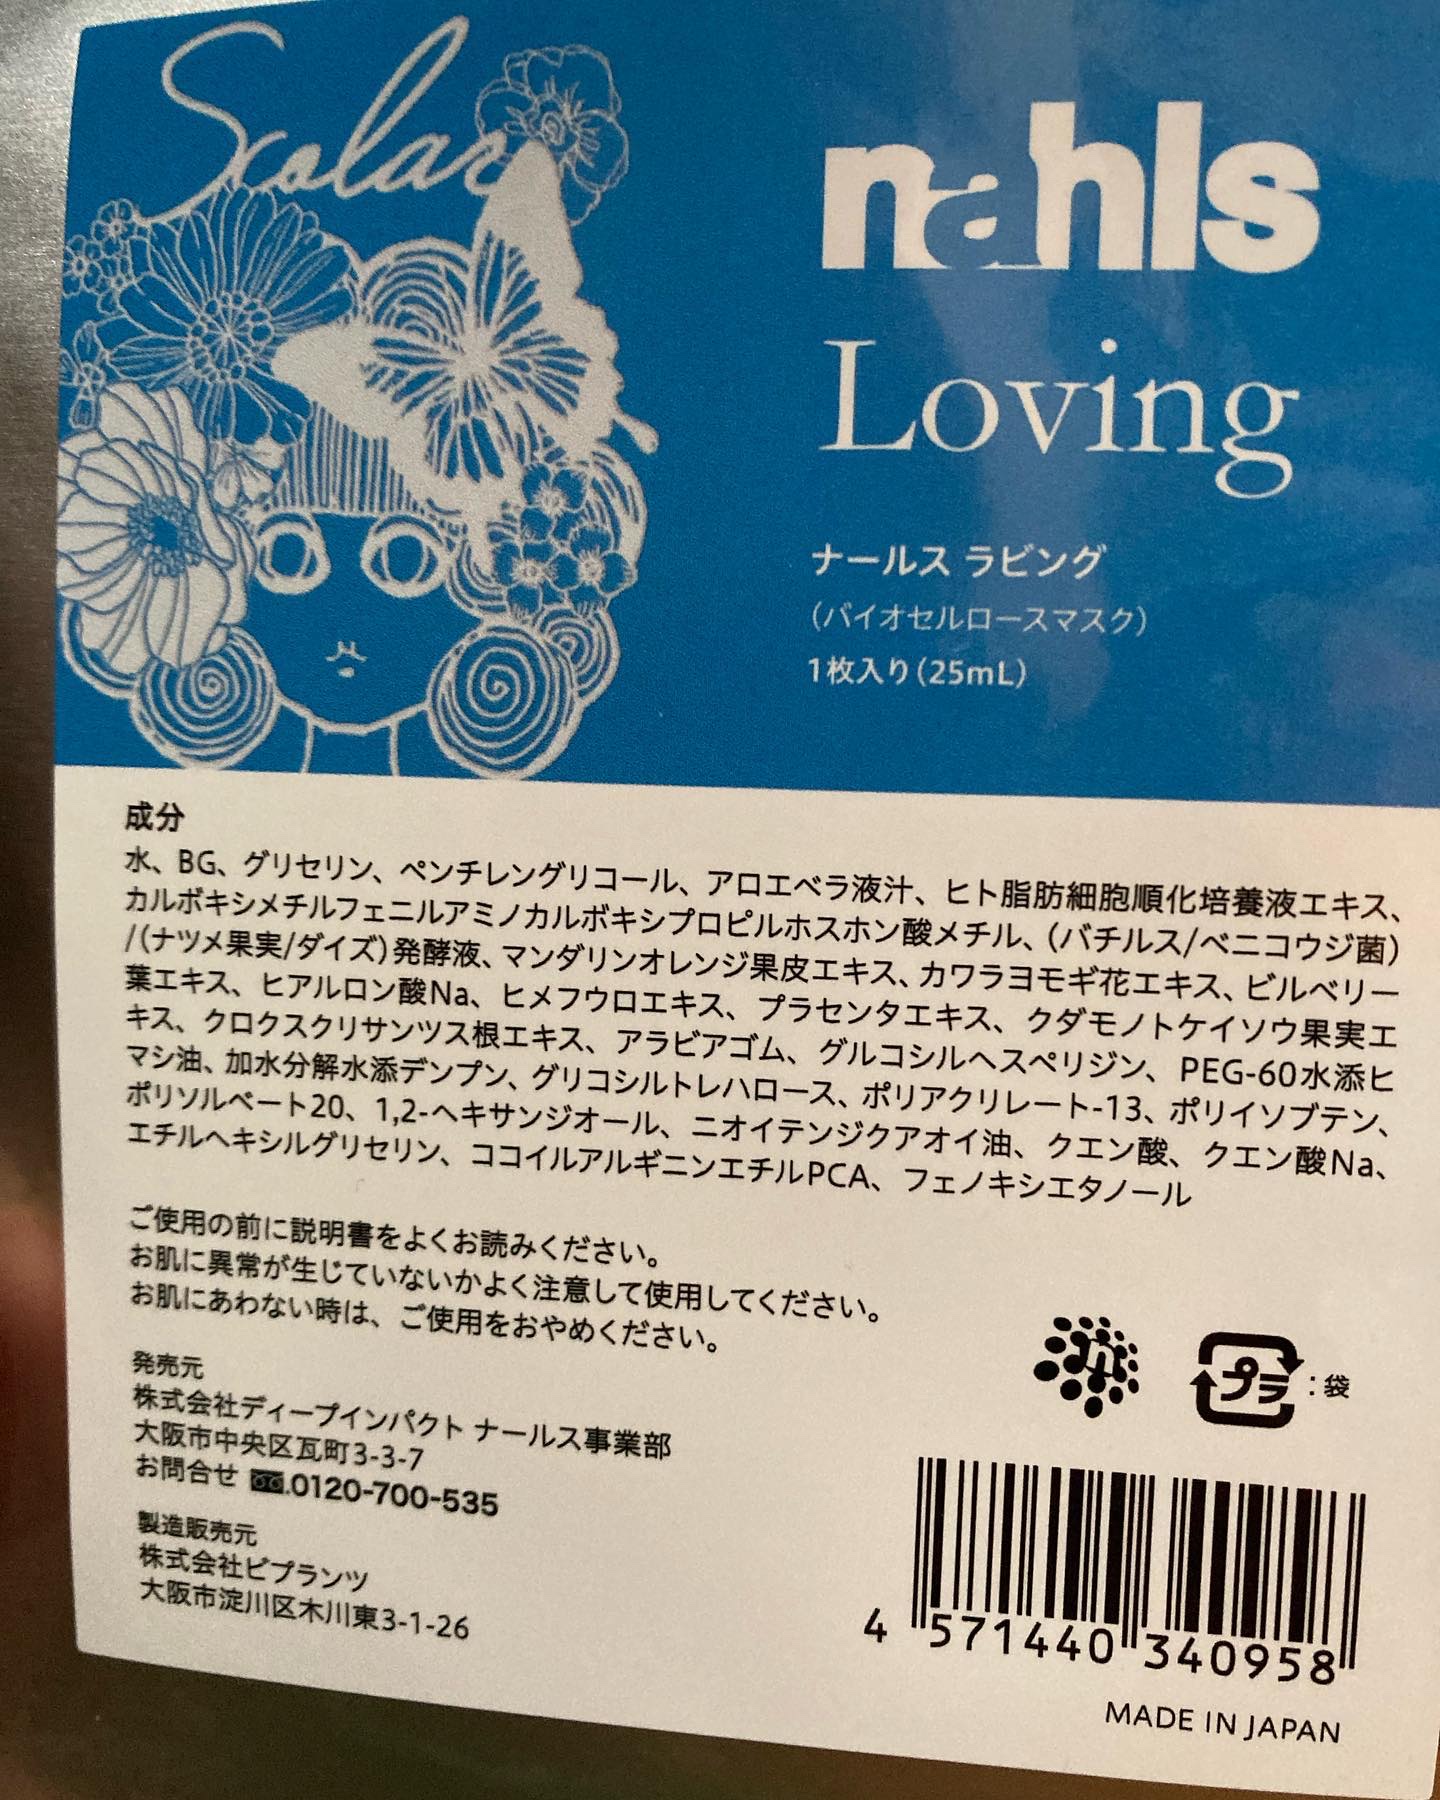 Scolar
nahls
Loving
ナールス ラビング
（バイオセルロースマスク）
1枚入り（25mL）
成分
水、BG、グリセリン、ペンチレングリコール、アロエベラ液汁、ヒト脂肪細胞順化培養液エキス、
カルボキシメチルフェニルアミノカルボキシプロピルホスホン酸メチル、（バチルス/ベニコウジ菌）
/（ナツメ果実/ダイズ）発酵液、マンダリンオレンジ果皮エキス、カワラヨモギ花エキス、ビルベリー
葉エキス、ヒアルロン酸Na、ヒメフウロエキス、プラセンタエキス、クダモノトケイソウ果実エ
キス、クロクスクリサンツス根エキス、アラビアゴム、グルコシルヘスペリジン、PEG-60水添ヒ
マシ油、加水分解水添デンプン、グリコシルトレハロース、ポリアクリレート-13、ポリイソブテン、
ポリソルベート20、1,2-ヘキサンジオール、ニオイテンジクアオイ油、クエン酸、クエン酸Na、
エチルヘキシルグリセリン、ココイルアルギニンエチルPCA、フェノキシエタノール
ご使用の前に説明書をよくお読みください。
お肌に異常が生じていないかよく注意して使用してください。
お肌にあわない時は、ご使用をおやめください。
発売元
株式会社ディープインパクト ナールス事業部
大阪市中央区瓦町3-3-7
お問合せ 0120-700-535
製造販売元
株式会社ビプランツ
大阪市淀川区木川東3-1-26
プラ：袋
4 571440 340958
MADE IN JAPAN